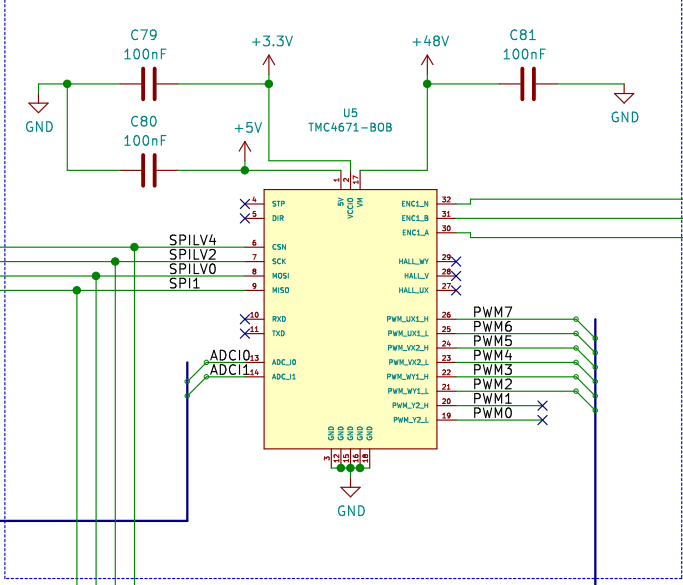 C79
100nF
+3.3V
+48V
C81
100nF
GND
C80
100nF
+5V
U5
TMC4671-BOB
GND
1
2
17
5V
VCCIO
VM
4
STP
5
DIR
SPILV4
6
CSN
SPILV2
7
SCK
SPILV0
8
MOSI
SPI1
9
MISO
10
RXD
11
TXD
ADCI0
13
ADC_I0
ADCI1
14
ADC_I1
ENC1_N
32
ENC1_B
31
ENC1_A
30
HALL_WY
29
HALL_V
28
HALL_UX
27
PWM_UX1_H
26
PWM7
PWM_UX1_L
25
PWM6
PWM_VX2_H
24
PWM5
PWM_VX2_L
23
PWM4
PWM_WY1_H
22
PWM3
PWM_WY1_L
21
PWM2
PWM_Y2_H
20
PWM1
PWM_Y2_L
19
PWM0
GND
GND
GND
GND
GND
3
12
15
16
18
GND